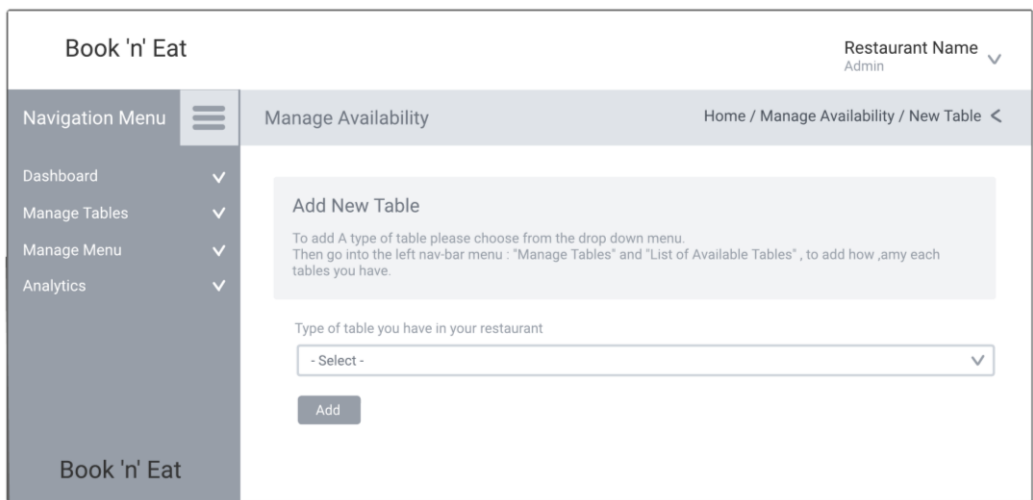 Book 'n' Eat
Restaurant Name
Admin
Navigation Menu
Manage Availability
Home / Manage Availability / New Table <
Dashboard
Manage Tables
Manage Menu
Analytics
Add New Table
To add A type of table please choose from the drop down menu.
Then go into the left nav-bar menu : "Manage Tables" and "List of Available Tables" , to add how ,amy each
tables you have.
Type of table you have in your restaurant
- Select -
Add
Book 'n' Eat